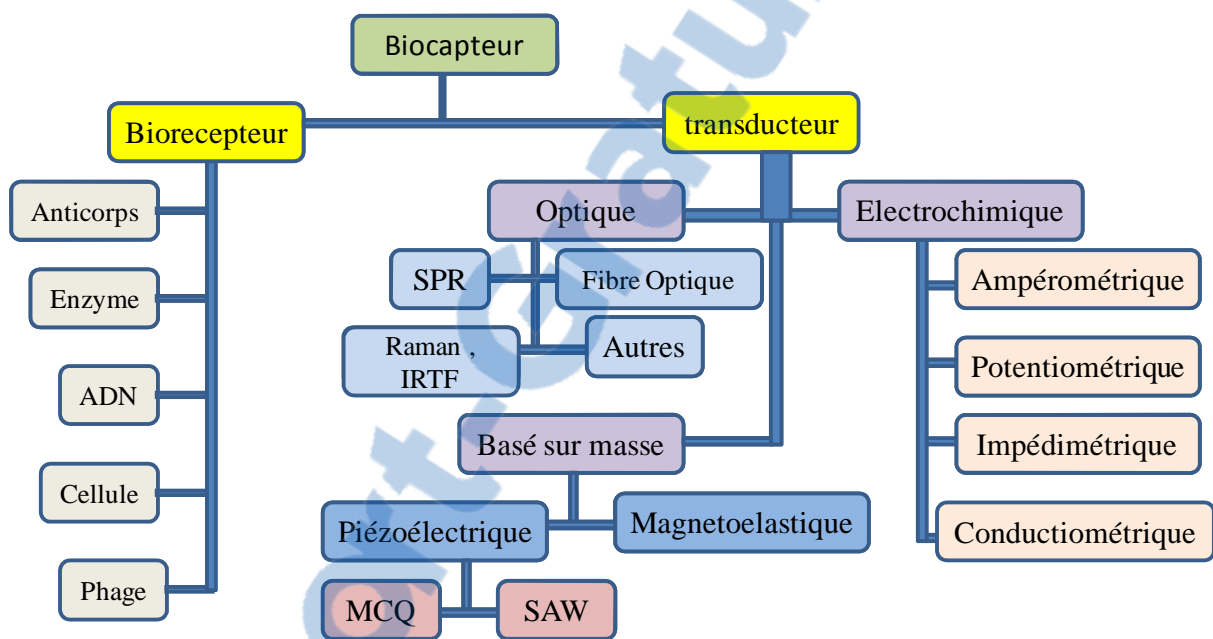 Biocapteur
Biorecepteur
transducteur
Anticorps
Enzyme
ADN
Cellule
Phage
Optique
SPR
Fibre Optique
Raman ,
IRTF
Autres
Basé sur masse
Piézoélectrique
Magnetoelastique
MCQ
SAW
Electrochimique
Ampérométrique
Potentiométrique
Impédimétrique
Conductiométrique